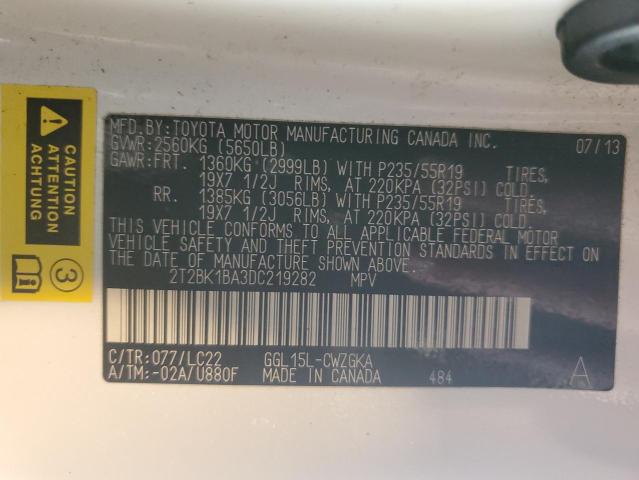 CAUTION
ATTENTION
3
MFD.BY:TOYOTA MOTOR MANUFACTURING CANADA INC. 07/13
GVWR:2560KG (5650LB)
GAWR:FRT. 1360KG (2999LB) WITH P235/55R19 TIRES,
19X7 1/2J RIMS, AT 220KPA (32PSI) COLD.
RR. 1385KG (3056LB) WITH P235/55R19 TIRES,
19X7 1/2J RIMS, AT 220KPA (32PSI) COLD.
THIS VEHICLE CONFORMS TO ALL APPLICABLE FEDERAL MOTOR
VEHICLE SAFETY AND THEFT PREVENTION STANDARDS IN EFFECT ON
THE DATE OF MANUFACTURE SHOWN ABOVE.
2T2BK1BA3DC219282 MPV
C/TR:077/LC22 GGL15L-CWZGKA
A/TM:-02A/U880F MADE IN CANADA 484 A